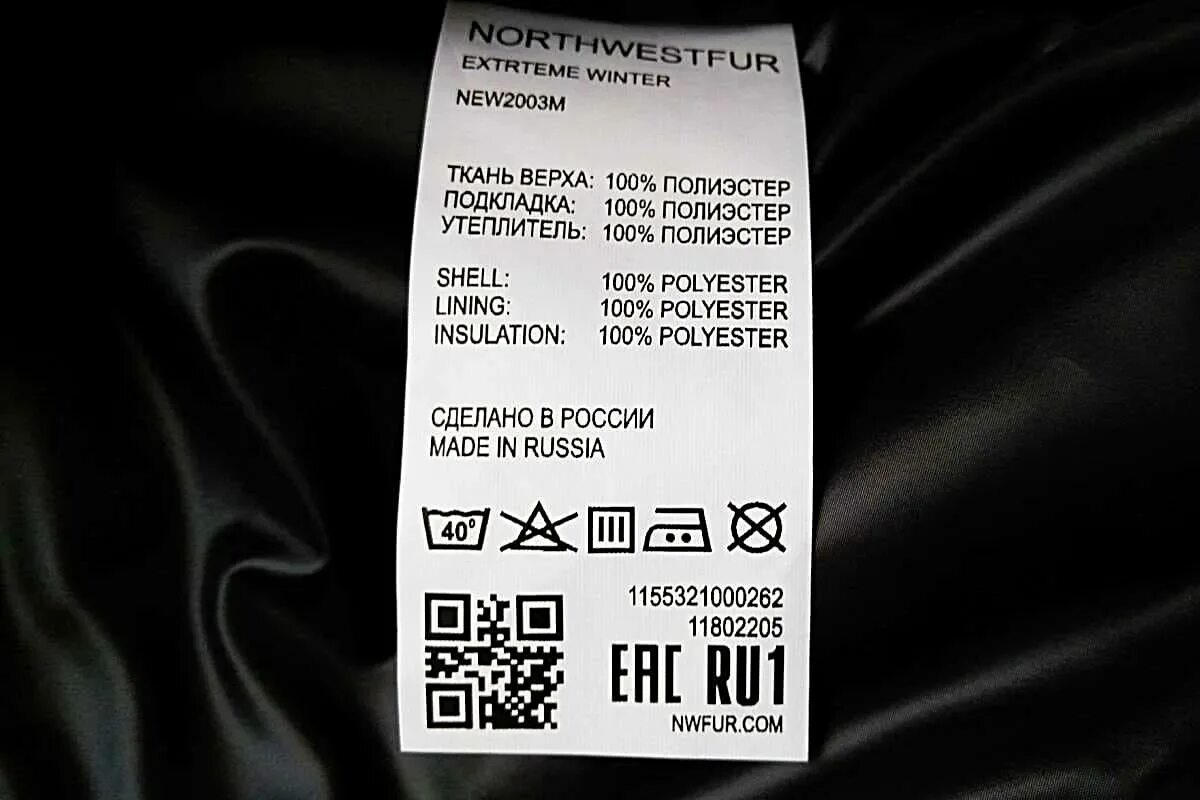 NORTHWESTFUR
EXTRTEME WINTER
NEW2003M
ТКАНЬ ВЕРХА: 100% ПОЛИЭСТЕР
ПОДКЛАДКА: 100% ПОЛИЭСТЕР
УТЕПЛИТЕЛЬ: 100% ПОЛИЭСТЕР
SHELL: 100% POLYESTER
LINING: 100% POLYESTER
INSULATION: 100% POLYESTER
СДЕЛАНО В РОССИИ
MADE IN RUSSIA
40°
1155321000262
11802205
EAC RU1
NWFUR.COM